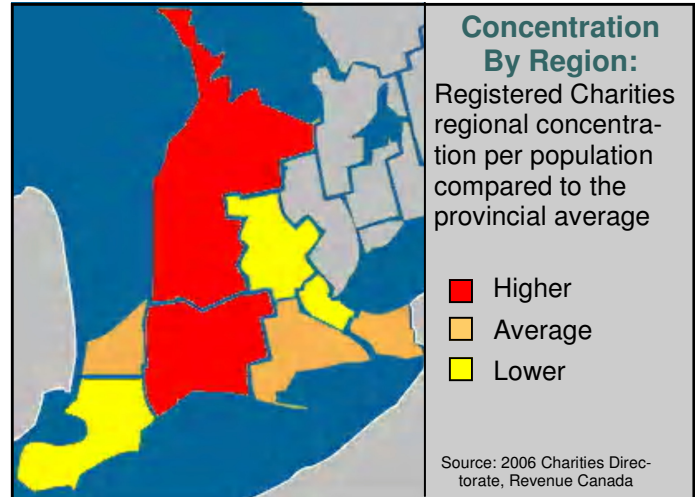 Concentration
By Region:
Registered Charities
regional concentra-
tion per population
compared to the
provincial average
Higher
Average
Lower
Source: 2006 Charities Direc-
torate, Revenue Canada